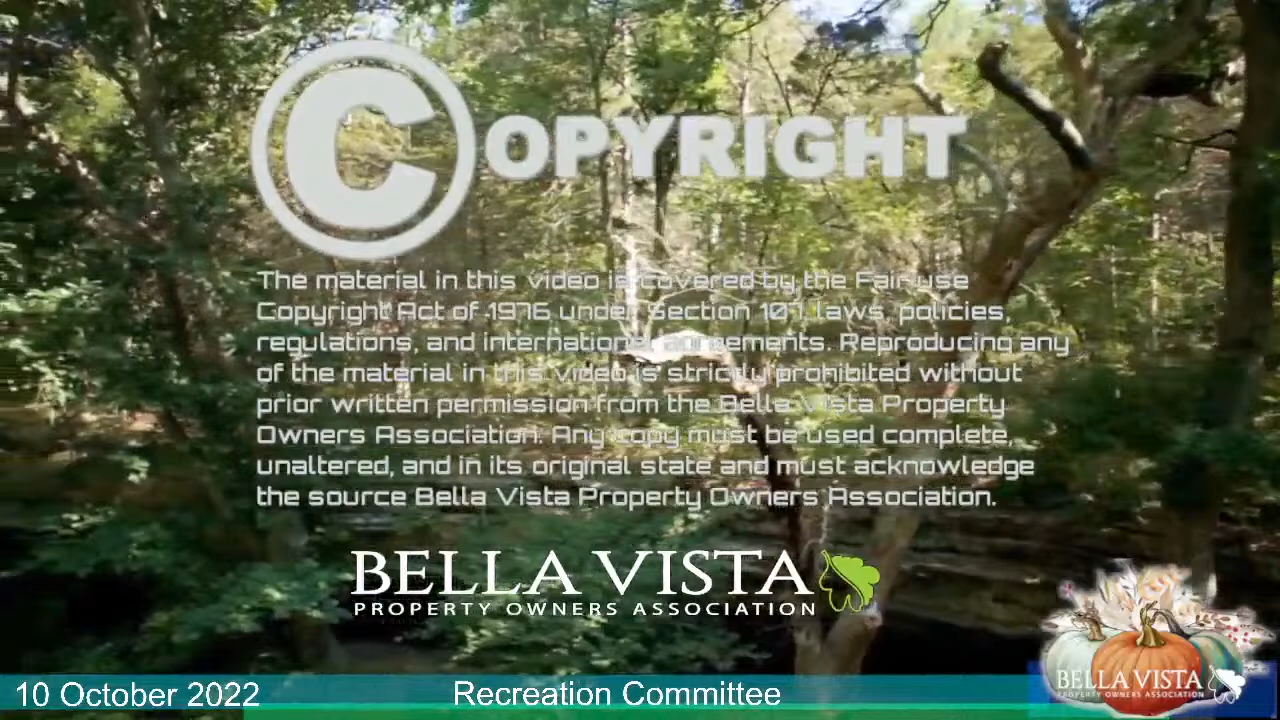 COPYRIGHT
The material in this video is covered by the Fair use
Copyright Act of 1976 under Section 101, laws, policies,
regulations, and international agreements. Reproducing any
of the material in this video is strictly prohibited without
prior written permission from the Bella Vista Property
Owners Association. Any copy must be used complete,
unaltered, and in its original state and must acknowledge
the source Bella Vista Property Owners Association.
BELLA VISTA
PROPERTY OWNERS ASSOCIATION
BELLA VISTA
PROPERTY OWNERS ASSOCIATION
10 October 2022
Recreation Committee